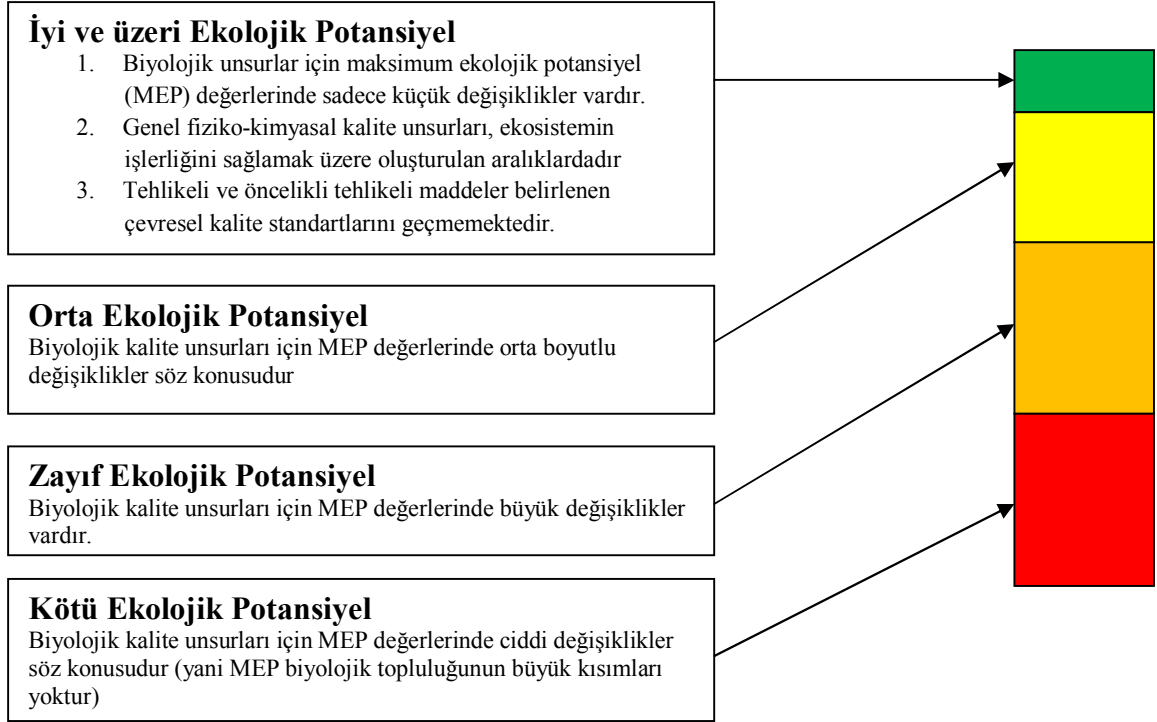 İyi ve üzeri Ekolojik Potansiyel
1. Biyolojik unsurlar için maksimum ekolojik potansiyel
(MEP) değerlerinde sadece küçük değişiklikler vardır.
2. Genel fiziko-kimyasal kalite unsurları, ekosistemin
işlerliğini sağlamak üzere oluşturulan aralıklardadır
3. Tehlikeli ve öncelikli tehlikeli maddeler belirlenen
çevresel kalite standartlarını geçmemektedir.
Orta Ekolojik Potansiyel
Biyolojik kalite unsurları için MEP değerlerinde orta boyutlu
değişiklikler söz konusudur
Zayıf Ekolojik Potansiyel
Biyolojik kalite unsurları için MEP değerlerinde büyük değişiklikler
vardır.
Kötü Ekolojik Potansiyel
Biyolojik kalite unsurları için MEP değerlerinde ciddi değişiklikler
söz konusudur (yani MEP biyolojik topluluğunun büyük kısımları
yoktur)